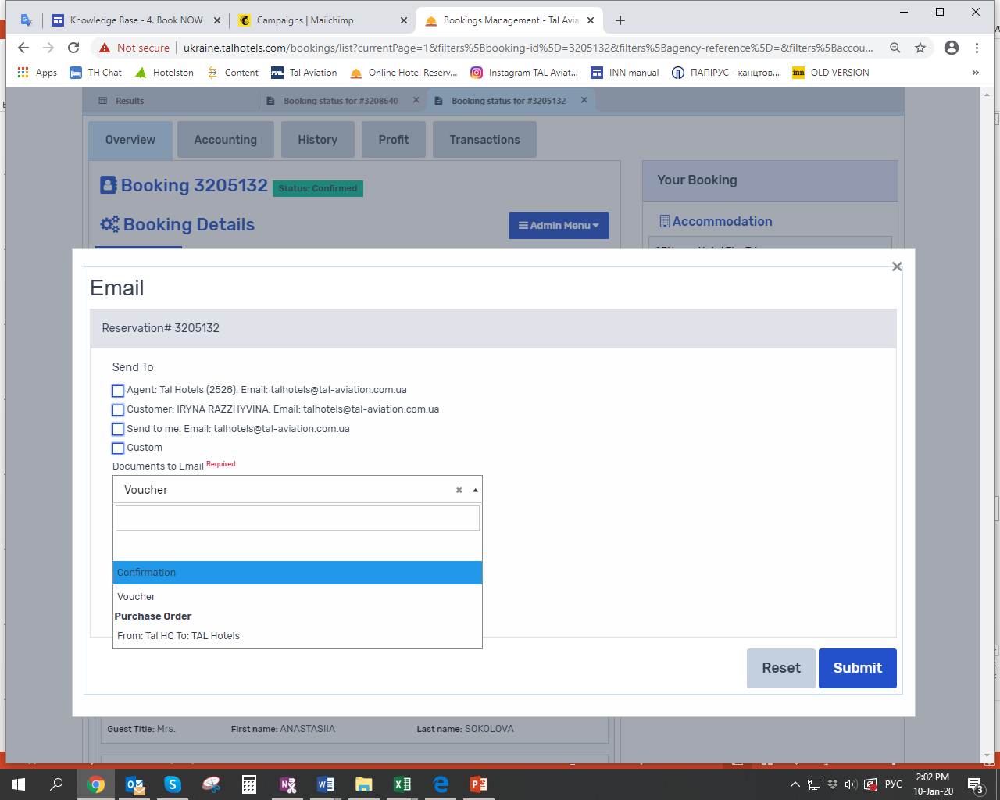 Knowledge Base - 4. Book NOW
Campaigns | Mailchimp
Bookings Management - Tal Avia
Not secure
ukraine.talhotels.com/bookings/list?currentPage=1&filters%5Bbooking-id%5D=3205132&filters%5Bagency-reference%5D=&filters%5Baccou...
Apps
TH Chat
Hotelston
Content
Tal Aviation
Online Hotel Reserv...
Instagram TAL Aviat...
INN manual
ПАПІРУС - канцтов...
inn
OLD VERSION
»
Results
Booking status for #3208640
Booking status for #3205132
Overview
Accounting
History
Profit
Transactions
Booking 3205132
Status: Confirmed
Your Booking
Booking Details
Admin Menu
Accommodation
Email
Reservation# 3205132
Send To
Agent: Tal Hotels (2528). Email: talhotels@tal-aviation.com.ua
Customer: IRYNA RAZZHYVINA. Email: talhotels@tal-aviation.com.ua
Send to me. Email: talhotels@tal-aviation.com.ua
Custom
Documents to Email Required
Voucher
Confirmation
Voucher
Purchase Order
From: Tal HQ To: TAL Hotels
Reset
Submit
Guest Title: Mrs.
First name: ANASTASIIA
Last name: SOKOLOVA
РУС
2:02 PM
10-Jan-20
3